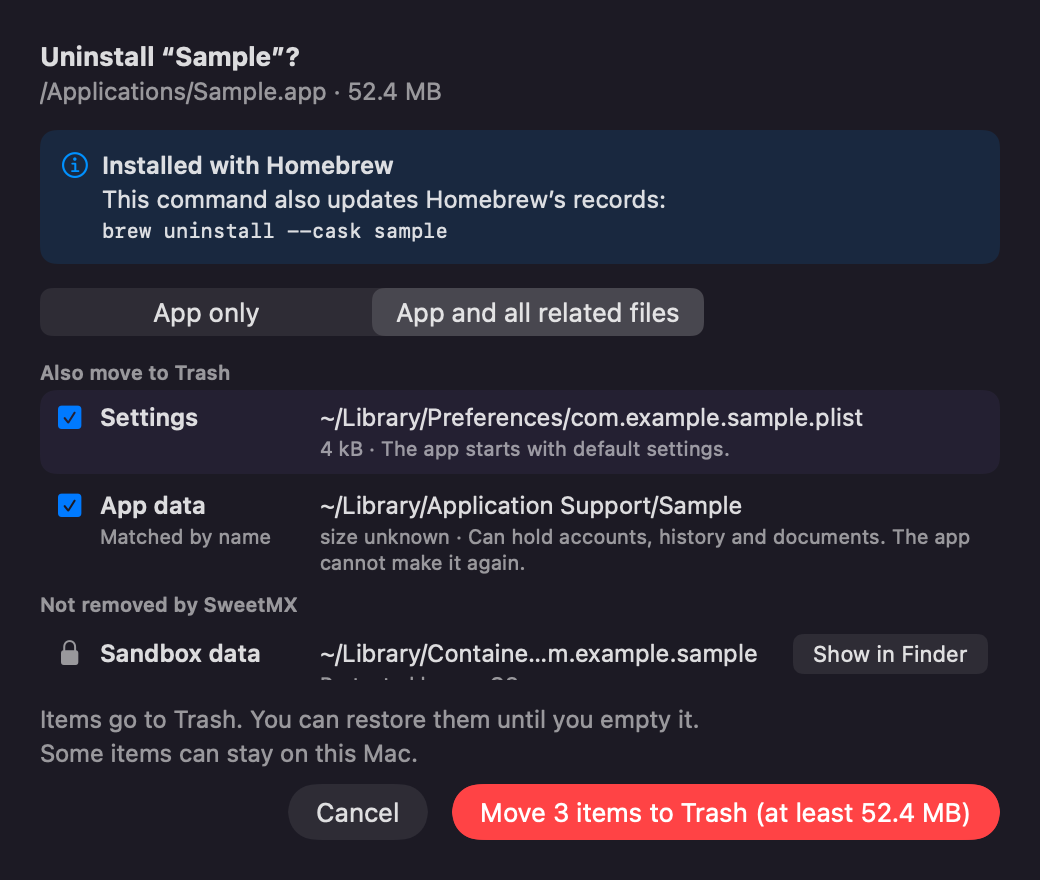 Uninstall “Sample”?
/Applications/Sample.app · 52.4 MB
Installed with Homebrew
This command also updates Homebrew’s records:
brew uninstall --cask sample
App only
App and all related files
Also move to Trash
Settings
~/Library/Preferences/com.example.sample.plist
4 kB · The app starts with default settings.
App data
~/Library/Application Support/Sample
Matched by name
size unknown · Can hold accounts, history and documents. The app
cannot make it again.
Not removed by SweetMX
Sandbox data
~/Library/Containe...m.example.sample
Show in Finder
Items go to Trash. You can restore them until you empty it.
Some items can stay on this Mac.
Cancel
Move 3 items to Trash (at least 52.4 MB)